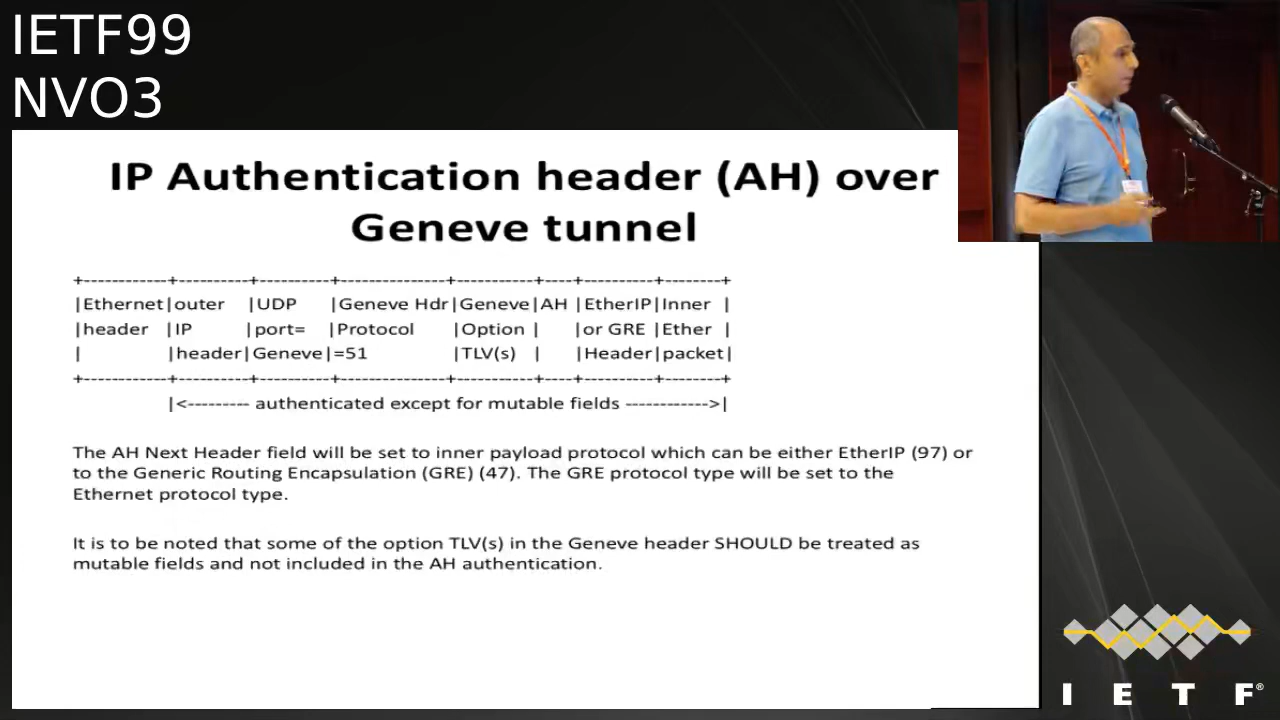 IETF99
NVO3
IP Authentication header (AH) over
Geneve tunnel
+------------+----------+----------+---------------+-----------+----+----------+--------+
|Ethernet|outer |UDP |Geneve Hdr|Geneve|AH |EtherIP|Inner |
|header |IP |port= |Protocol |Option | |or GRE |Ether |
| |header|Geneve|=51 |TLV(s) | |Header|packet|
+------------+----------+----------+---------------+-----------+----+----------+--------+
|<--------- authenticated except for mutable fields ------------>|
The AH Next Header field will be set to inner payload protocol which can be either EtherIP (97) or
to the Generic Routing Encapsulation (GRE) (47). The GRE protocol type will be set to the
Ethernet protocol type.
It is to be noted that some of the option TLV(s) in the Geneve header SHOULD be treated as
mutable fields and not included in the AH authentication.
I E T F®